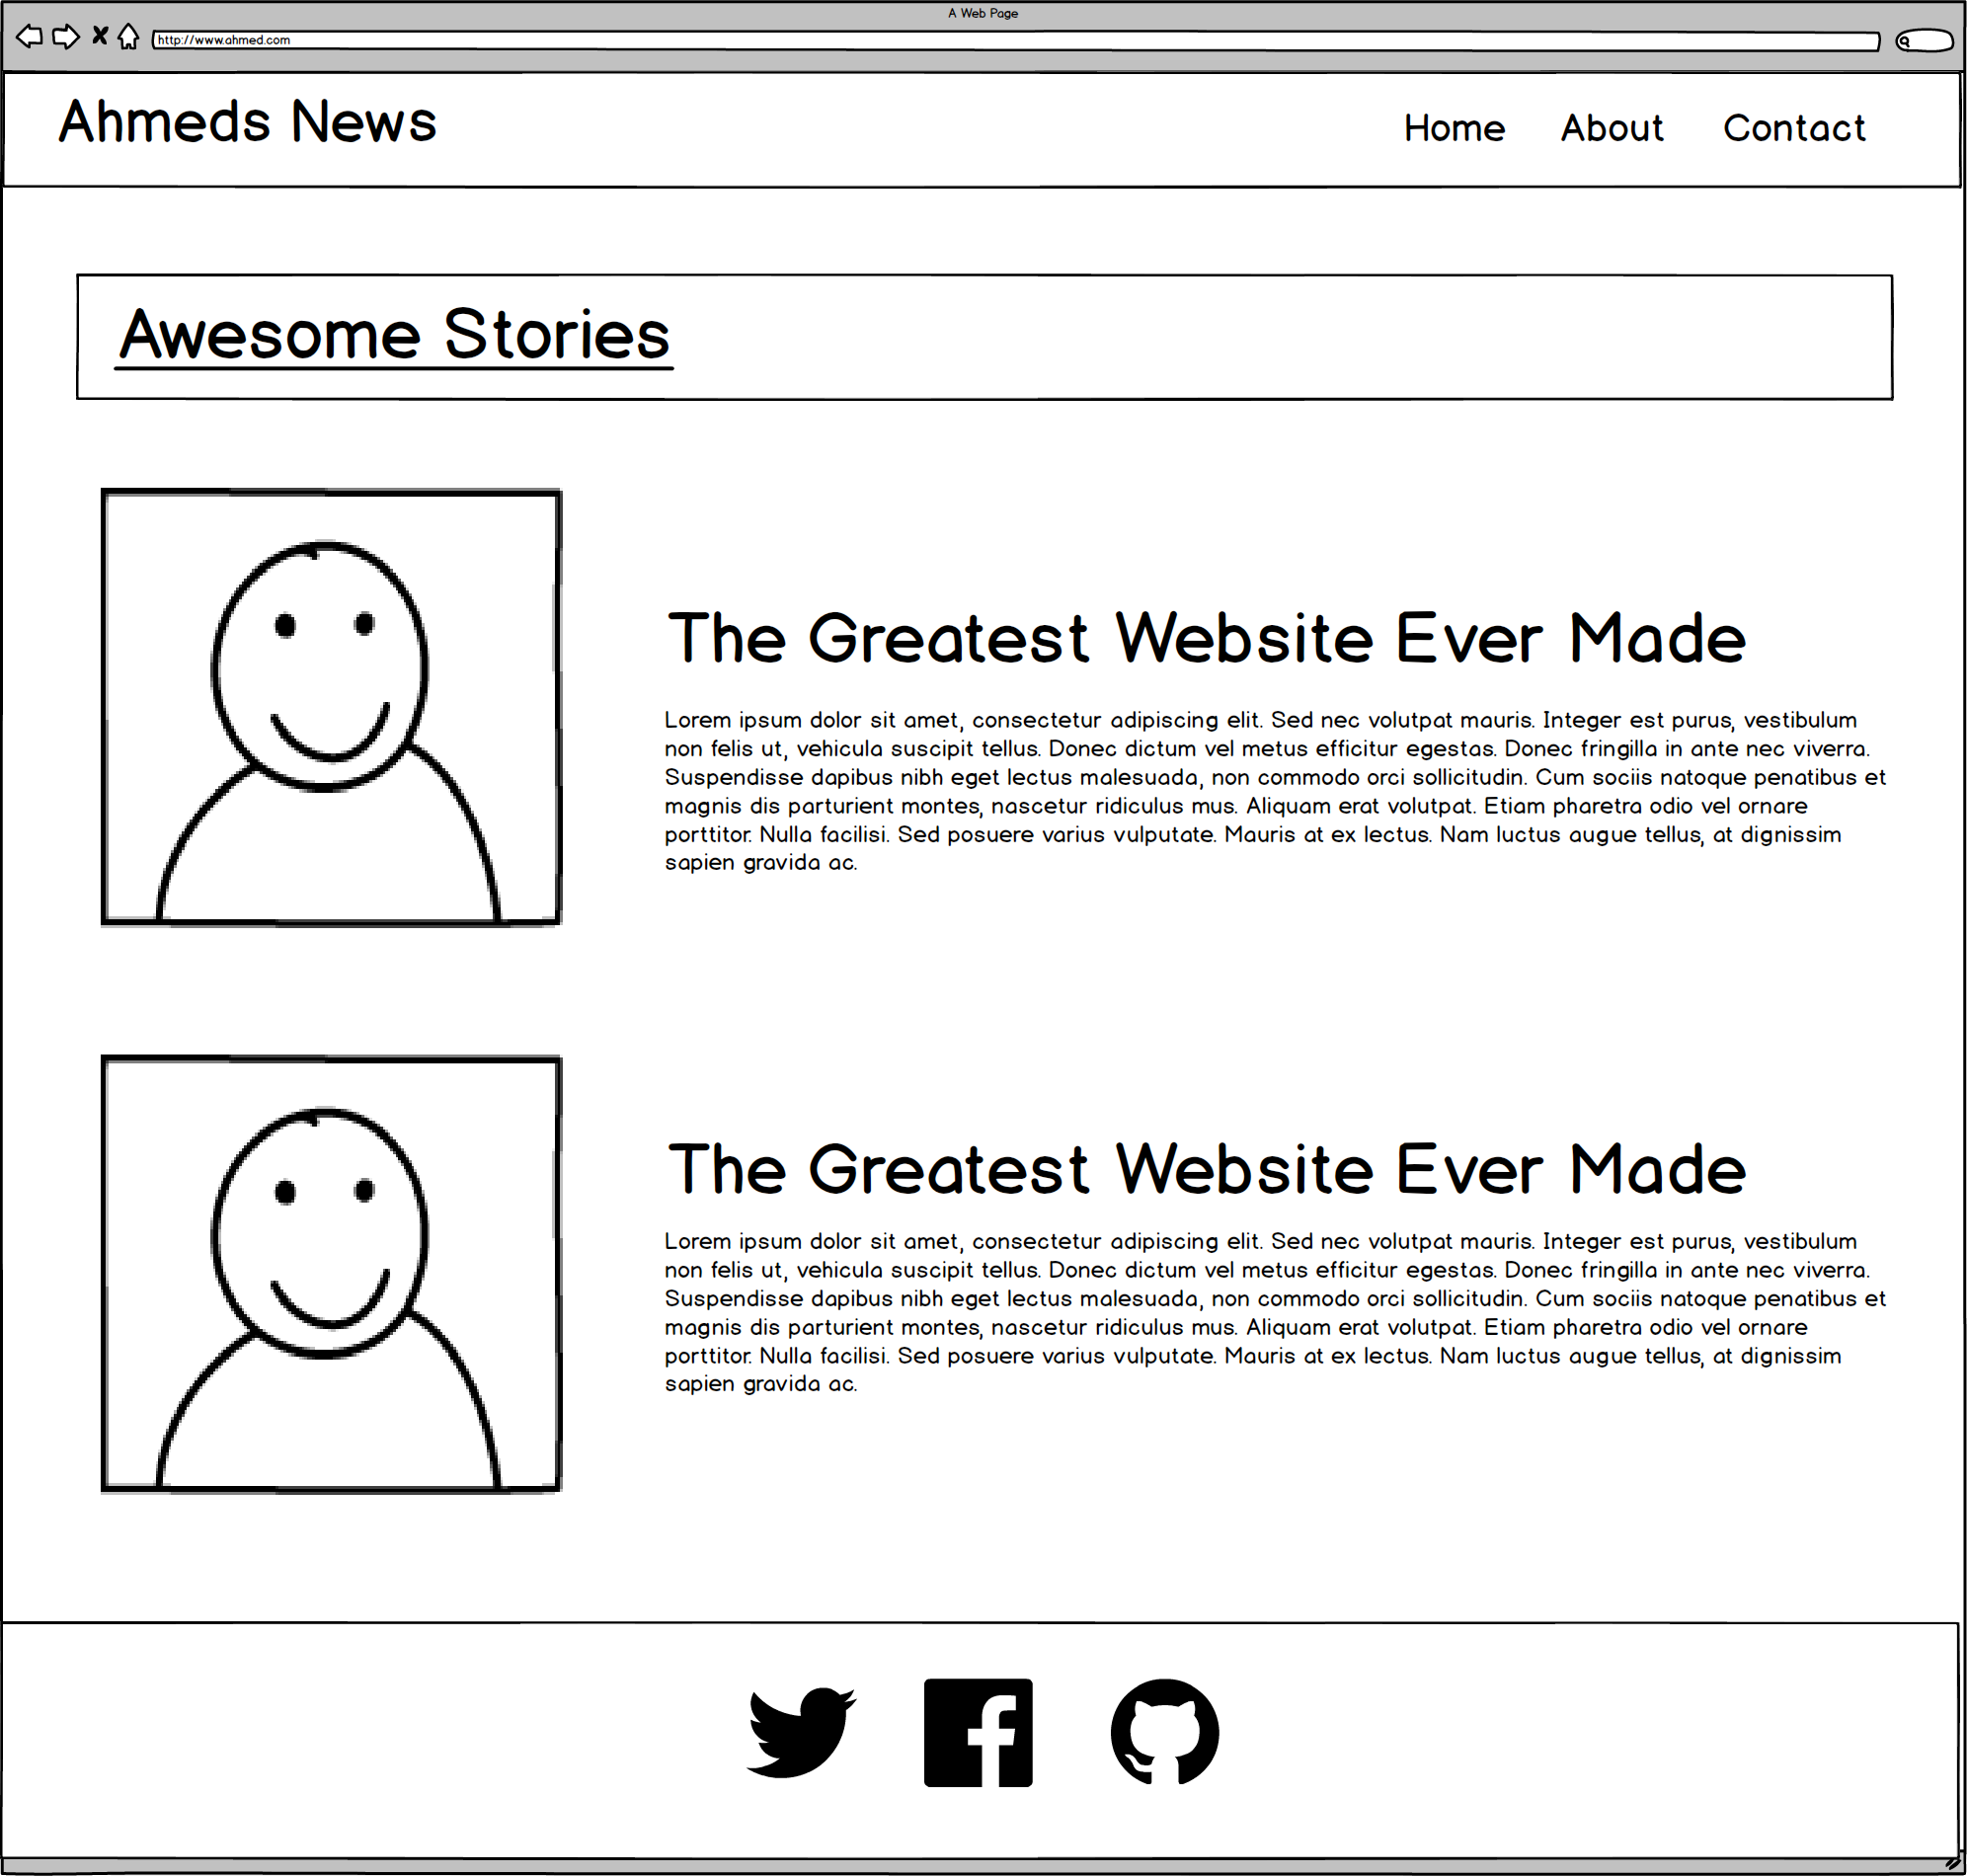 A Web Page
http://www.ahmed.com
Ahmeds News
Home About Contact
Awesome Stories
The Greatest Website Ever Made
Lorem ipsum dolor sit amet, consectetur adipiscing elit. Sed nec volutpat mauris. Integer est purus, vestibulum
non felis ut, vehicula suscipit tellus. Donec dictum vel metus efficitur egestas. Donec fringilla in ante nec viverra.
Suspendisse dapibus nibh eget lectus malesuada, non commodo orci sollicitudin. Cum sociis natoque penatibus et
magnis dis parturient montes, nascetur ridiculus mus. Aliquam erat volutpat. Etiam pharetra odio vel ornare
porttitor. Nulla facilisi. Sed posuere varius vulputate. Mauris at ex lectus. Nam luctus augue tellus, at dignissim
sapien gravida ac.
The Greatest Website Ever Made
Lorem ipsum dolor sit amet, consectetur adipiscing elit. Sed nec volutpat mauris. Integer est purus, vestibulum
non felis ut, vehicula suscipit tellus. Donec dictum vel metus efficitur egestas. Donec fringilla in ante nec viverra.
Suspendisse dapibus nibh eget lectus malesuada, non commodo orci sollicitudin. Cum sociis natoque penatibus et
magnis dis parturient montes, nascetur ridiculus mus. Aliquam erat volutpat. Etiam pharetra odio vel ornare
porttitor. Nulla facilisi. Sed posuere varius vulputate. Mauris at ex lectus. Nam luctus augue tellus, at dignissim
sapien gravida ac.